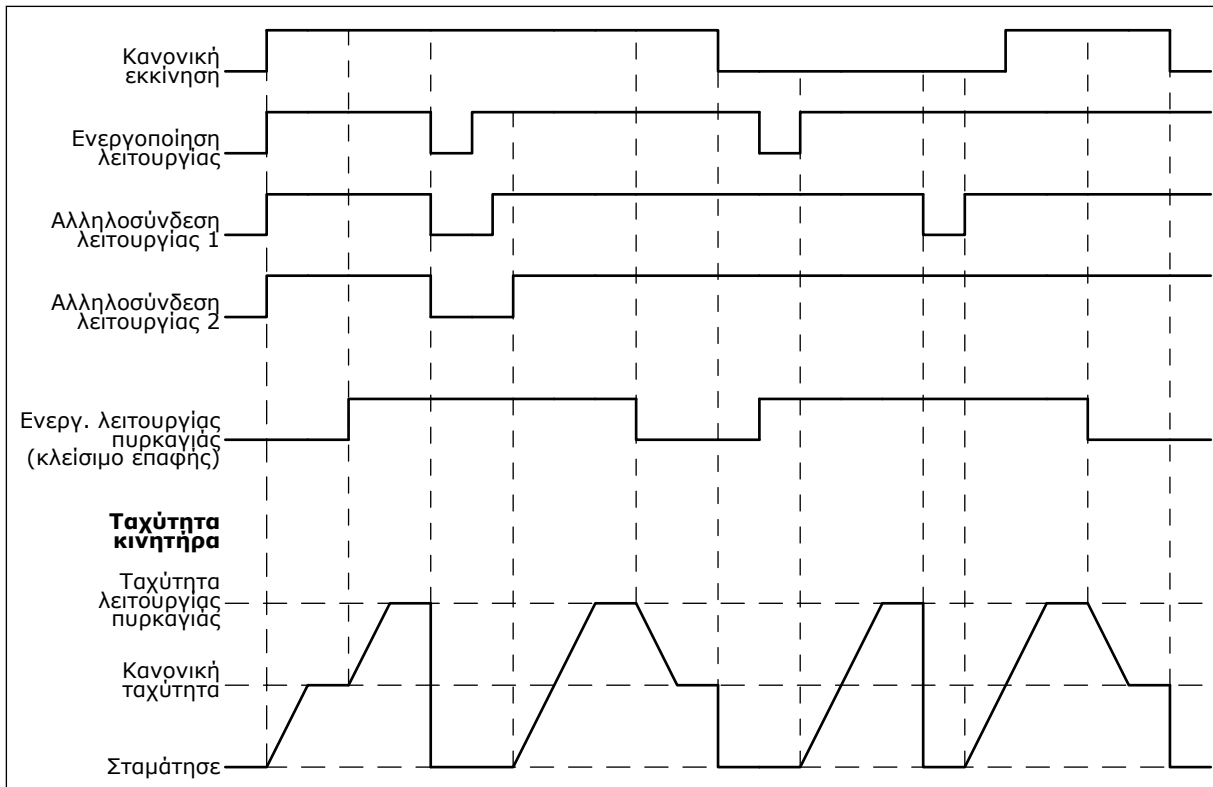 Κανονική
εκκίνηση
Ενεργοποίηση
λειτουργίας
Αλληλοσύνδεση
λειτουργίας 1
Αλληλοσύνδεση
λειτουργίας 2
Ενεργ. λειτουργίας
πυρκαγιάς
(κλείσιμο επαφής)
Ταχύτητα
κινητήρα
Ταχύτητα
λειτουργίας
πυρκαγιάς
Κανονική
ταχύτητα
Σταμάτησε